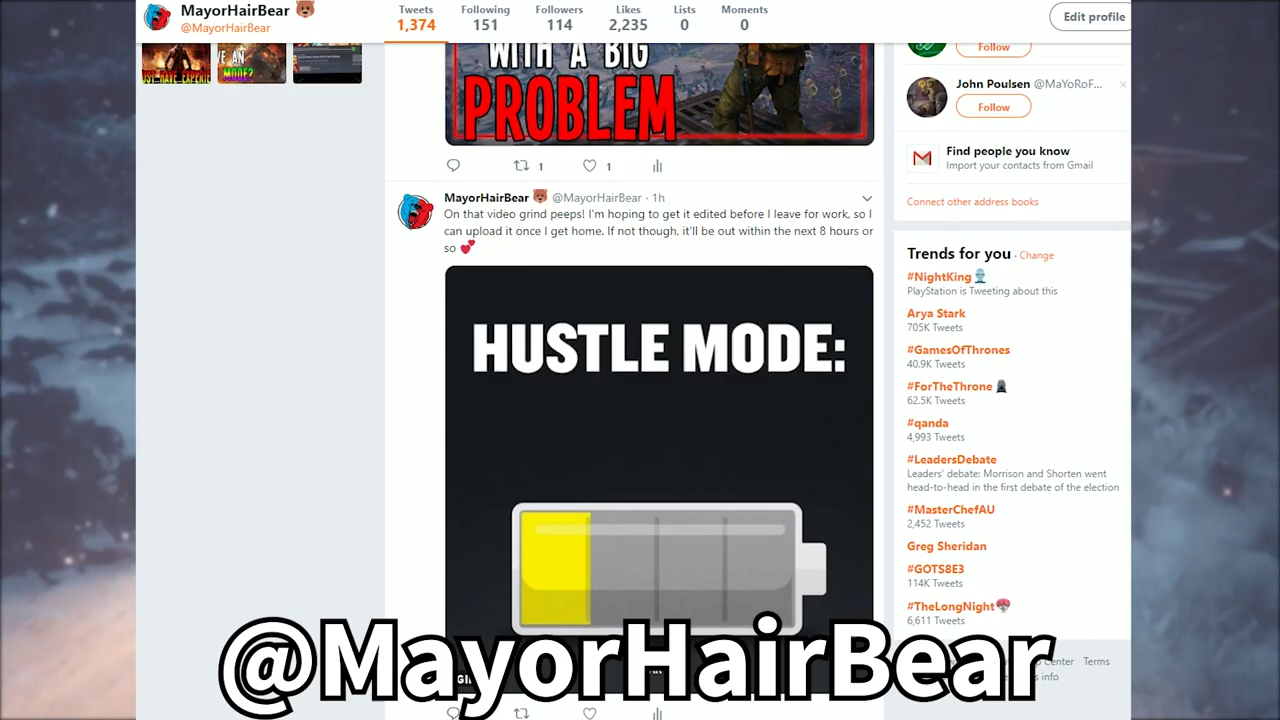 MayorHairBear
@MayorHairBear
Tweets
1,374
Following
151
Followers
114
Likes
2,235
Lists
0
Moments
0
Edit profile
MODE?
WITH A BIG
PROBLEM
1
1
MayorHairBear @MayorHairBear · 1h
On that video grind peeps! I'm hoping to get it edited before I leave for work, so I
can upload it once I get home. If not though, it'll be out within the next 8 hours or
so
HUSTLE MODE:
Follow
John Poulsen @MaYoRoF...
Follow
Find people you know
Import your contacts from Gmail
Connect other address books
Trends for you · Change
#NightKing
PlayStation is Tweeting about this
Arya Stark
705K Tweets
#GamesOfThrones
40.9K Tweets
#ForTheThrone
62.5K Tweets
#qanda
4,993 Tweets
#LeadersDebate
Leaders' debate: Morrison and Shorten went
head-to-head in the first debate of the election
#MasterChefAU
2,452 Tweets
Greg Sheridan
#GOTS8E3
114K Tweets
#TheLongNight
6,611 Tweets
Center Terms
info
@MayorHairBear